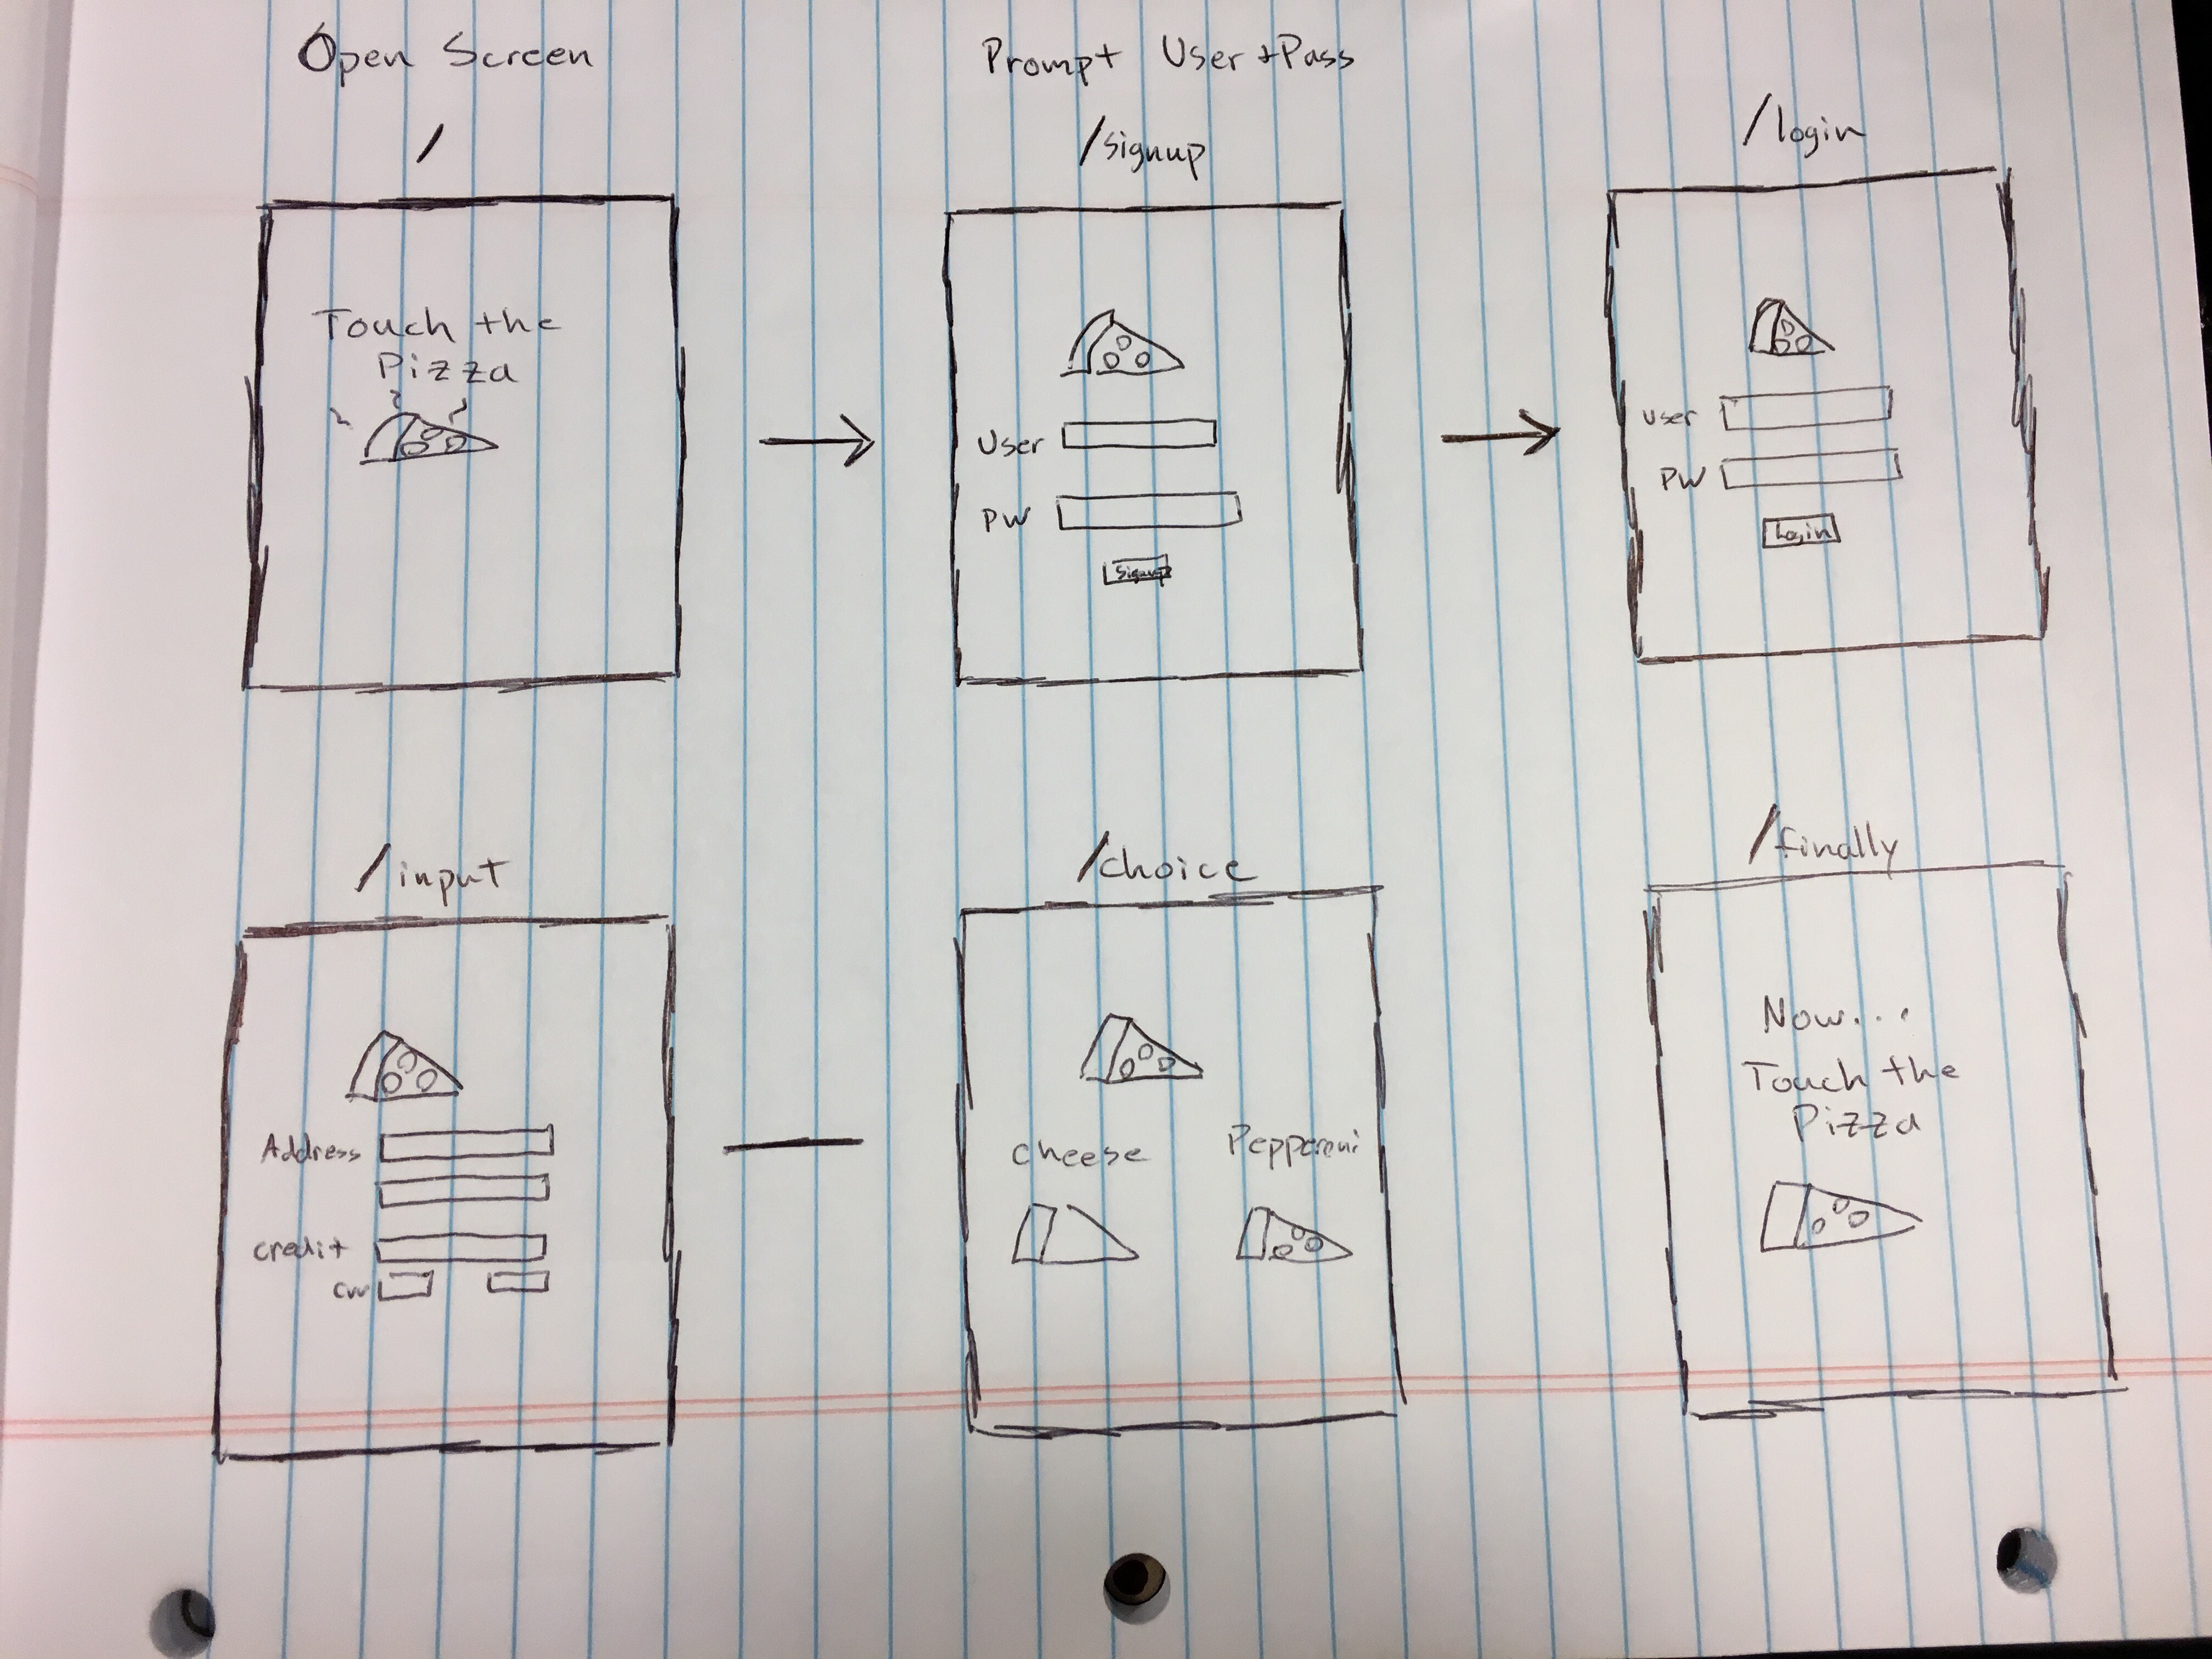 Open Screen
/
Touch the
Pizza
Prompt User+Pass
/signup
User
PW
Signup
/login
user
PW
Login
/input
Address
credit
cvv
/choice
cheese
Pepperoni
/finally
Now...
Touch the
Pizza